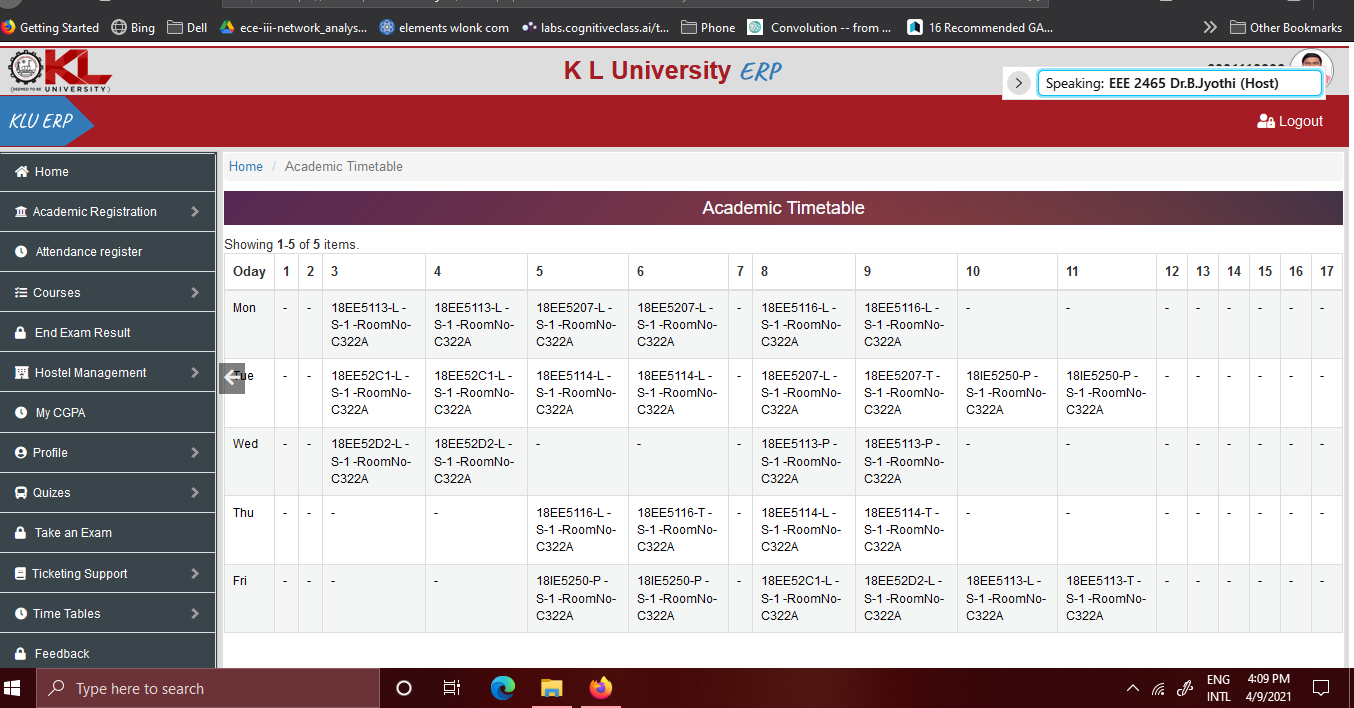 Getting Started Bing Dell ece-iii-network_analys... elements wlonk com labs.cognitiveclass.ai/t... Phone Convolution -- from ... 16 Recommended GA... Other Bookmarks
KL
(DEEMED TO BE UNIVERSITY)
K L University ERP
Speaking: EEE 2465 Dr.B.Jyothi (Host)
KLU ERP
Logout
Home
Academic Registration
Attendance register
Courses
End Exam Result
Hostel Management
My CGPA
Profile
Quizes
Take an Exam
Ticketing Support
Time Tables
Feedback
Home / Academic Timetable
Academic Timetable
Showing 1-5 of 5 items.
Oday 1 2 3 4 5 6 7 8 9 10 11 12 13 14 15 16 17
Mon - - 18EE5113-L - 18EE5113-L - 18EE5207-L - 18EE5207-L - - 18EE5116-L - 18EE5116-L - - - - - - - - -
S-1 -RoomNo- S-1 -RoomNo- S-1 -RoomNo- S-1 -RoomNo- S-1 -RoomNo- S-1 -RoomNo-
C322A C322A C322A C322A C322A C322A
Tue - - 18EE52C1-L - 18EE52C1-L - 18EE5114-L - 18EE5114-L - - 18EE5207-L - 18EE5207-T - 18IE5250-P - 18IE5250-P - - - - - - -
S-1 -RoomNo- S-1 -RoomNo- S-1 -RoomNo- S-1 -RoomNo- S-1 -RoomNo- S-1 -RoomNo- S-1 -RoomNo- S-1 -RoomNo-
C322A C322A C322A C322A C322A C322A C322A C322A
Wed - - 18EE52D2-L - 18EE52D2-L - - - - 18EE5113-P - 18EE5113-P - - - - - - - - -
S-1 -RoomNo- S-1 -RoomNo- S-1 -RoomNo- S-1 -RoomNo-
C322A C322A C322A C322A
Thu - - - - 18EE5116-L - 18EE5116-T - - 18EE5114-L - 18EE5114-T - - - - - - - - -
S-1 -RoomNo- S-1 -RoomNo- S-1 -RoomNo- S-1 -RoomNo-
C322A C322A C322A C322A
Fri - - - - 18IE5250-P - 18IE5250-P - - 18EE52C1-L - 18EE52D2-L - 18EE5113-L - 18EE5113-T - - - - - - -
S-1 -RoomNo- S-1 -RoomNo- S-1 -RoomNo- S-1 -RoomNo- S-1 -RoomNo- S-1 -RoomNo-
C322A C322A C322A C322A C322A C322A
Type here to search
ENG 4:09 PM
INTL 4/9/2021